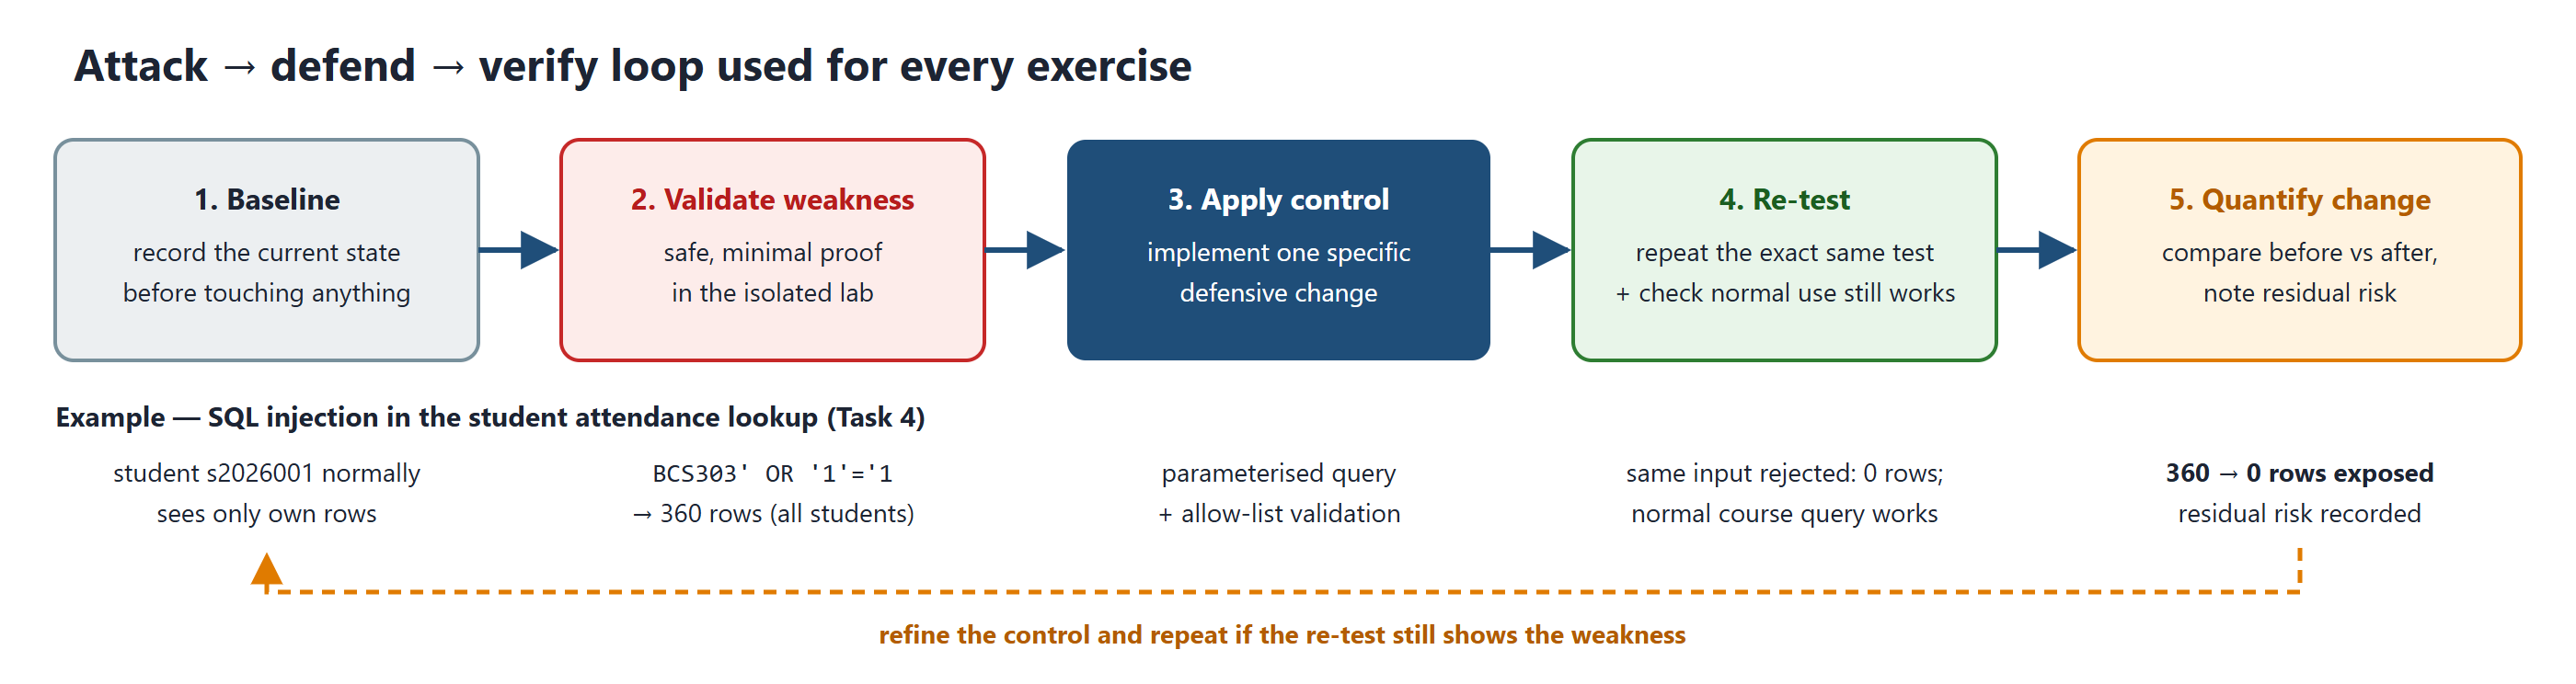 Attack → defend → verify loop used for every exercise
1. Baseline
record the current state
before touching anything
2. Validate weakness
safe, minimal proof
in the isolated lab
3. Apply control
implement one specific
defensive change
4. Re-test
repeat the exact same test
+ check normal use still works
5. Quantify change
compare before vs after,
note residual risk
Example — SQL injection in the student attendance lookup (Task 4)
student s2026001 normally
sees only own rows
BCS303' OR '1'='1
→ 360 rows (all students)
parameterised query
+ allow-list validation
same input rejected: 0 rows;
normal course query works
360 → 0 rows exposed
residual risk recorded
refine the control and repeat if the re-test still shows the weakness